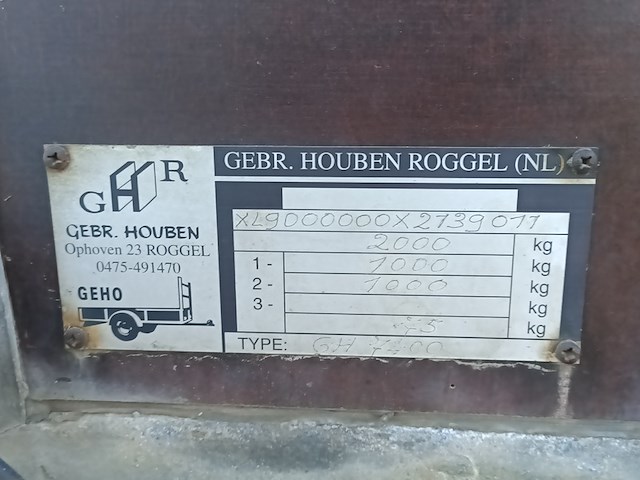 GHR
GEBR. HOUBEN
Ophoven 23 ROGGEL
0475-491470
GEHO
GEBR. HOUBEN ROGGEL (NL)
XL9000000X2739011
2000 kg
1- 1000 kg
2- 1000 kg
3- kg
kg
TYPE: GH